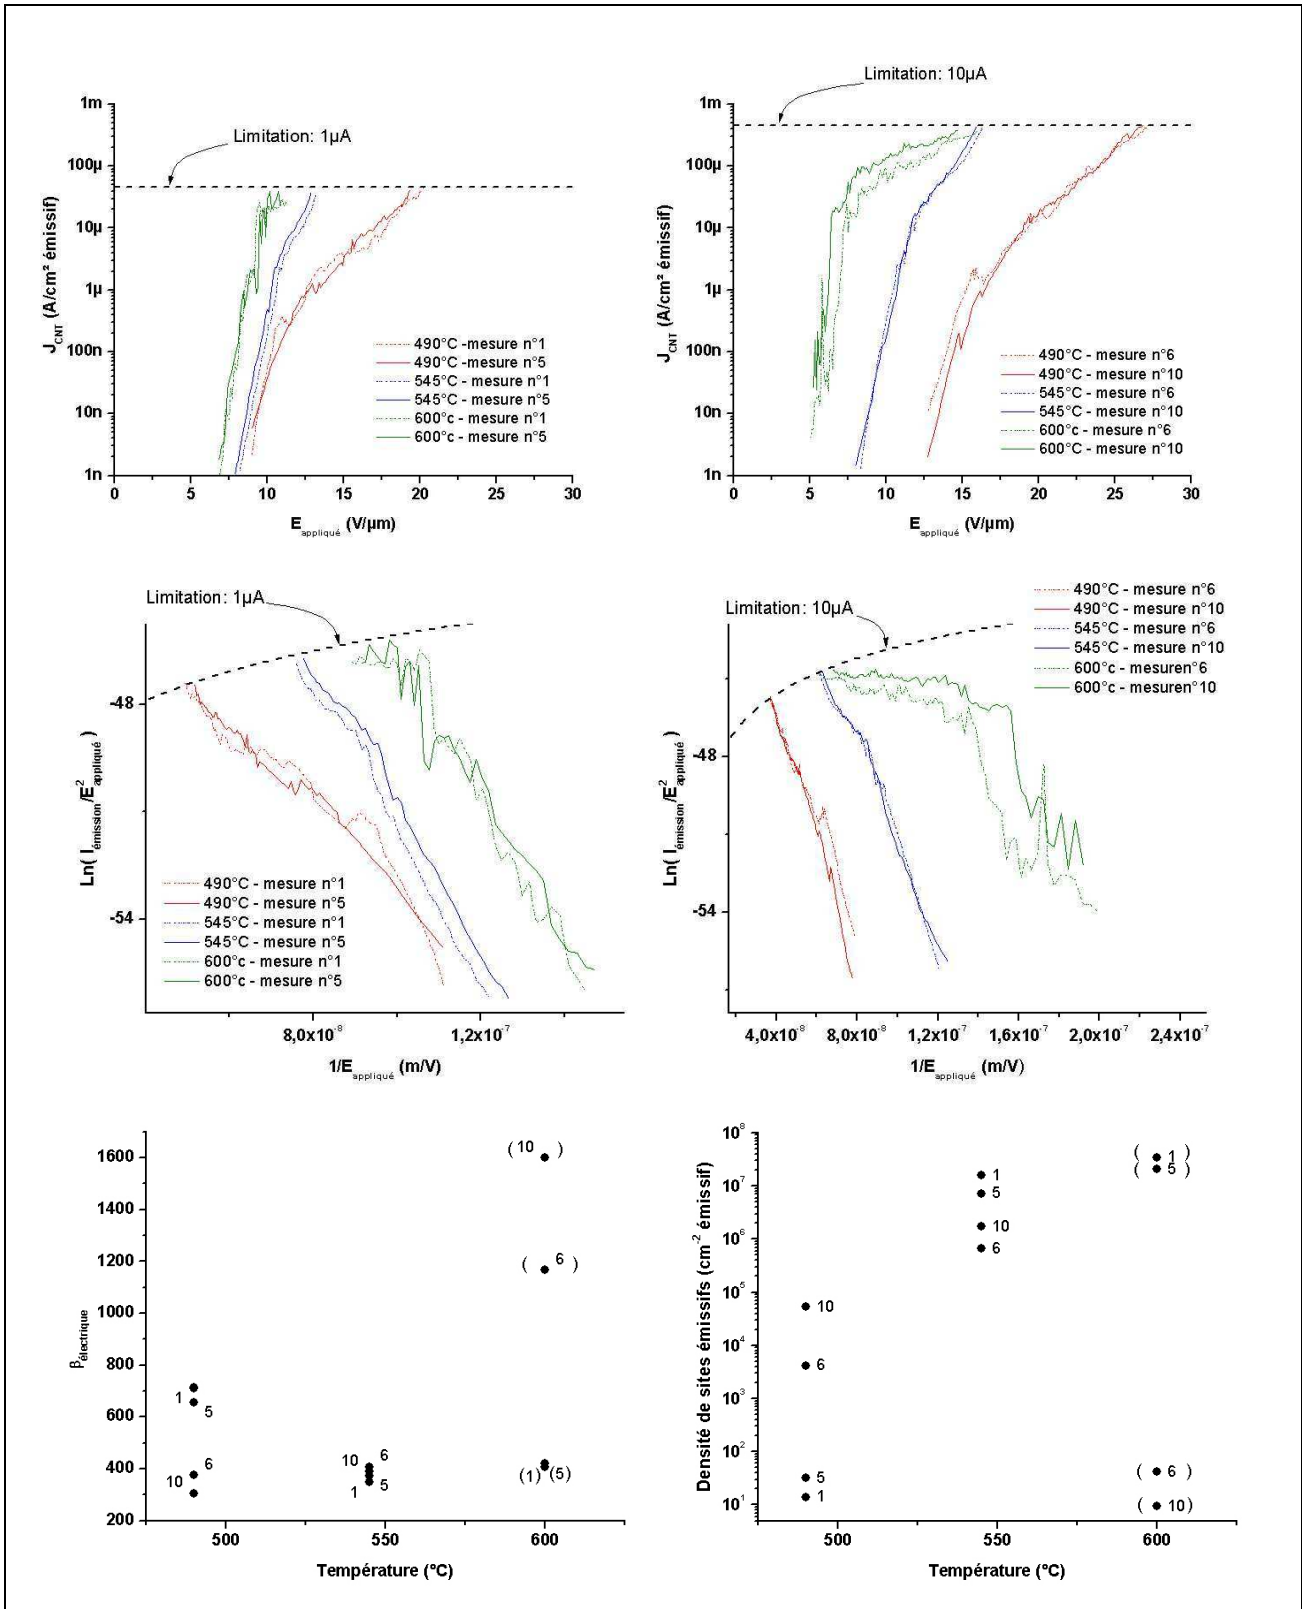 Limitation: 1µA
1m
100µ
10µ
1µ
100n
10n
1n
J_CNT (A/cm² émissif)
490°C -mesure n°1
490°C - mesure n°5
545°C - mesure n°1
545°C - mesure n°5
600°c - mesure n°1
600°c - mesure n°5
0 5 10 15 20 25 30
E_appliqué (V/µm)
Limitation: 10µA
1m
100µ
10µ
1µ
100n
10n
1n
J_CNT (A/cm² émissif)
490°C - mesure n°6
490°C - mesure n°10
545°C - mesure n°6
545°C - mesure n°10
600°c - mesure n°6
600°C - mesure n°10
0 5 10 15 20 25 30
E_appliqué (V/µm)
Limitation: 1µA
-48
-54
Ln( I_émission/E²_appliqué)
490°C - mesure n°1
490°C - mesure n°5
545°C - mesure n°1
545°C - mesure n°5
600°c - mesure n°1
600°c - mesure n°5
8,0x10⁻⁸ 1,2x10⁻⁷
1/E_appliqué (m/V)
Limitation: 10µA
490°C - mesure n°6
490°C - mesure n°10
545°C - mesure n°6
545°C - mesure n°10
600°c - mesuren°6
600°c - mesuren°10
-48
-54
Ln( I_émission/E²_appliqué)
4,0x10⁻⁸ 8,0x10⁻⁸ 1,2x10⁻⁷ 1,6x10⁻⁷ 2,0x10⁻⁷ 2,4x10⁻⁷
1/E_appliqué (m/V)
1600
1400
1200
1000
800
600
400
200
β_électrique
1
5
6
10
10 6
1 5
( 10 )
( 6 )
(1) (5)
500 550 600
Température (°C)
10⁸
10⁷
10⁶
10⁵
10⁴
10³
10²
10¹
Densité de sites émissifs (cm⁻² émissif)
10
6
5
1
1
5
10
6
( 1 )
( 5 )
( 6 )
( 10 )
500 550 600
Température (°C)